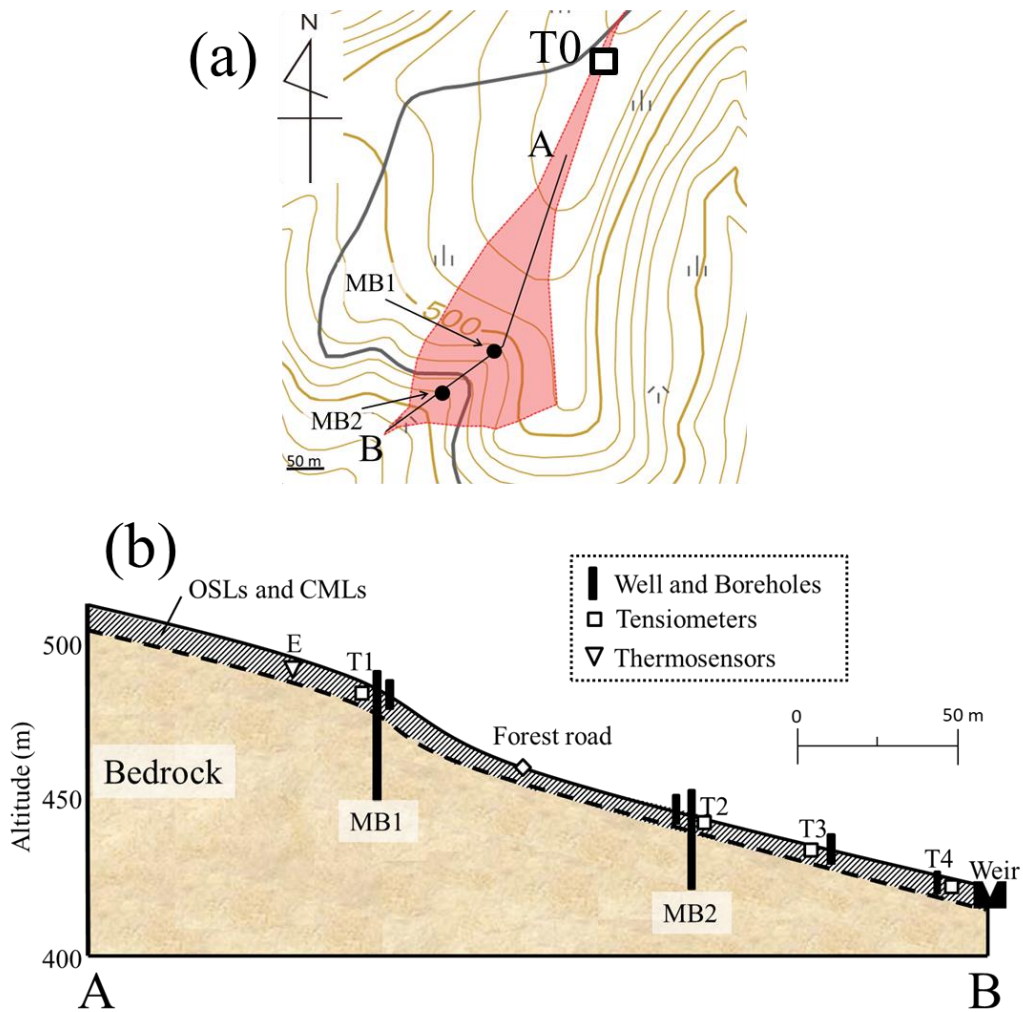 (a)
N
T0
A
MB1
500
MB2
B
50 m
(b)
OSLs and CMLs
Well and Boreholes
Tensiometers
Thermosensors
500
E
T1
0
50 m
Forest road
Bedrock
Altitude (m)
450
MB1
T2
T3
T4
Weir
MB2
400
A
B